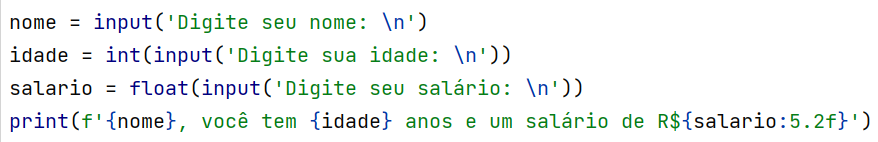 nome = input('Digite seu nome: \n')
idade = int(input('Digite sua idade: \n'))
salario = float(input('Digite seu salário: \n'))
print(f'{nome}, você tem {idade} anos e um salário de R${salario:5.2f}')